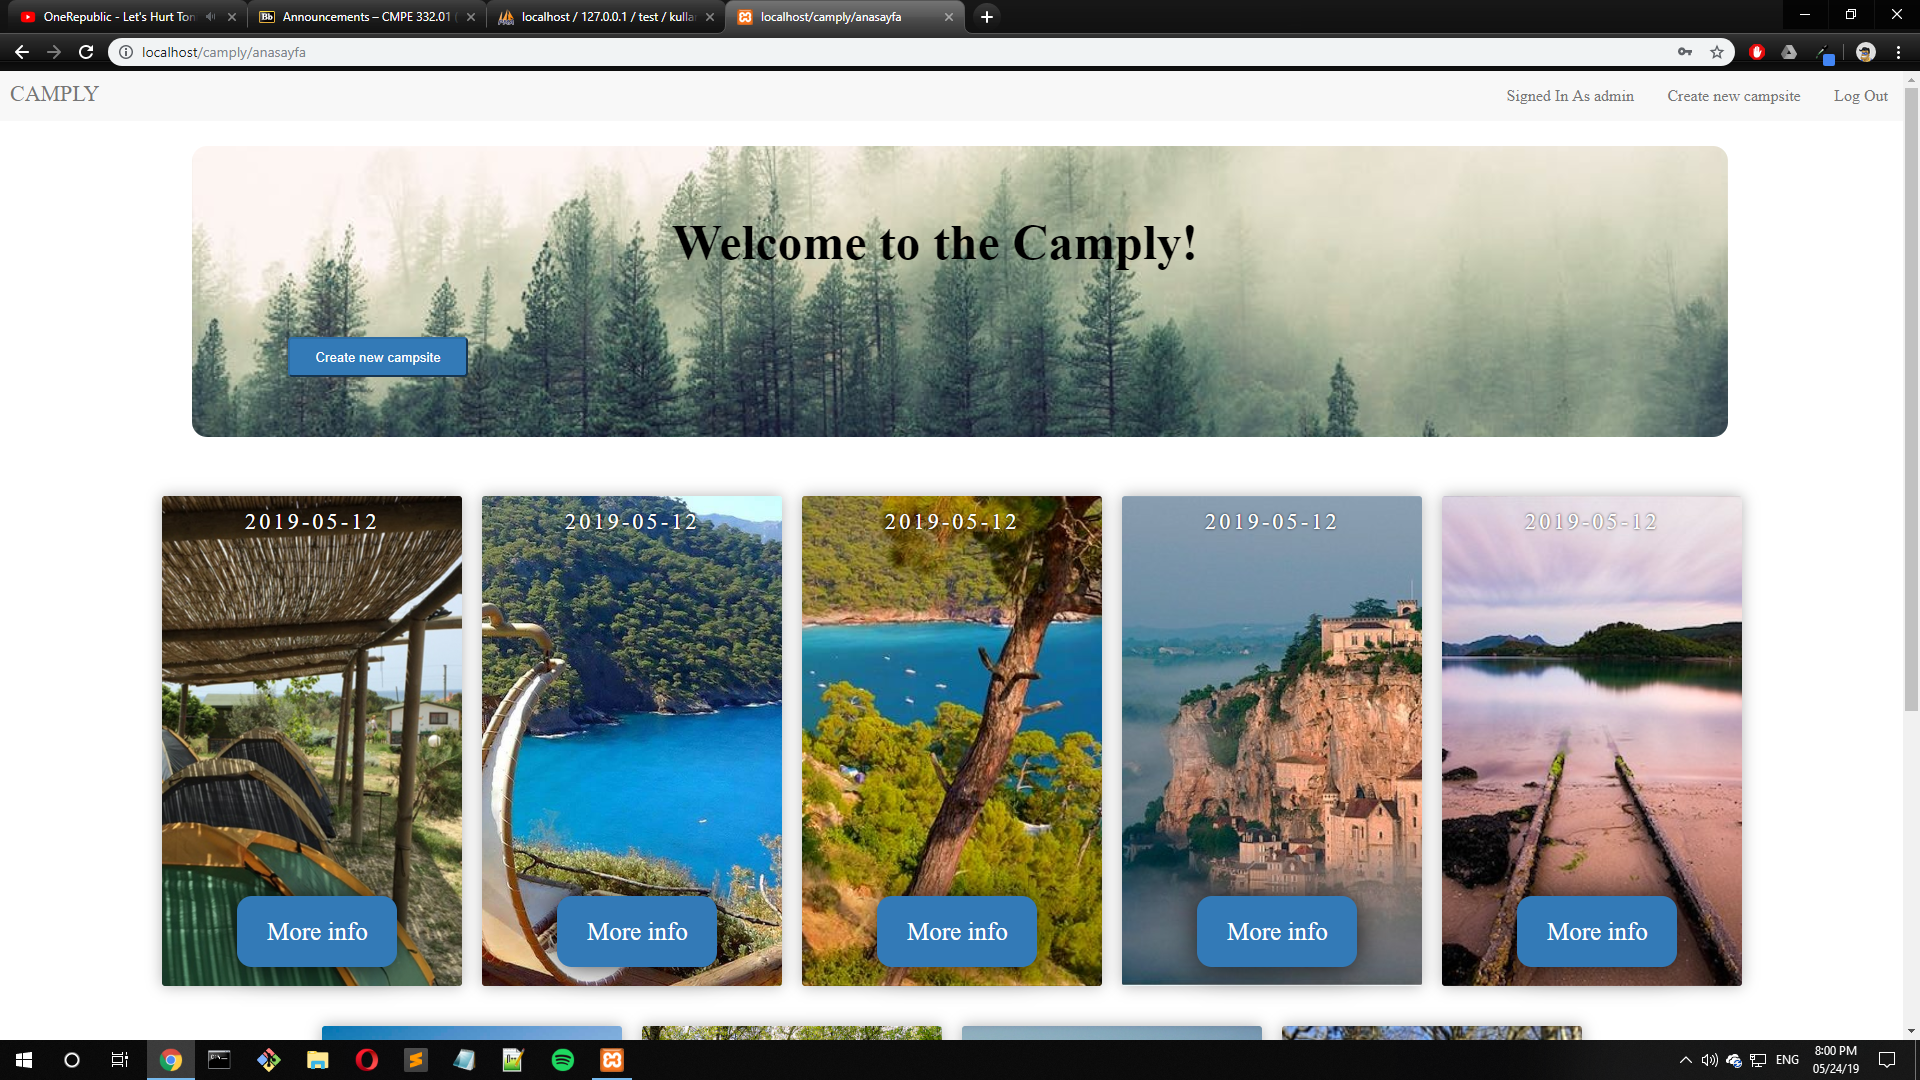 OneRepublic - Let's Hurt Ton
Announcements – CMPE 332.01 (
localhost / 127.0.0.1 / test / kulla
localhost/camply/anasayfa
localhost/camply/anasayfa
CAMPLY
Signed In As admin
Create new campsite
Log Out
Welcome to the Camply!
Create new campsite
2019-05-12
2019-05-12
2019-05-12
2019-05-12
2019-05-12
More info
More info
More info
More info
More info
ENG
8:00 PM
05/24/19